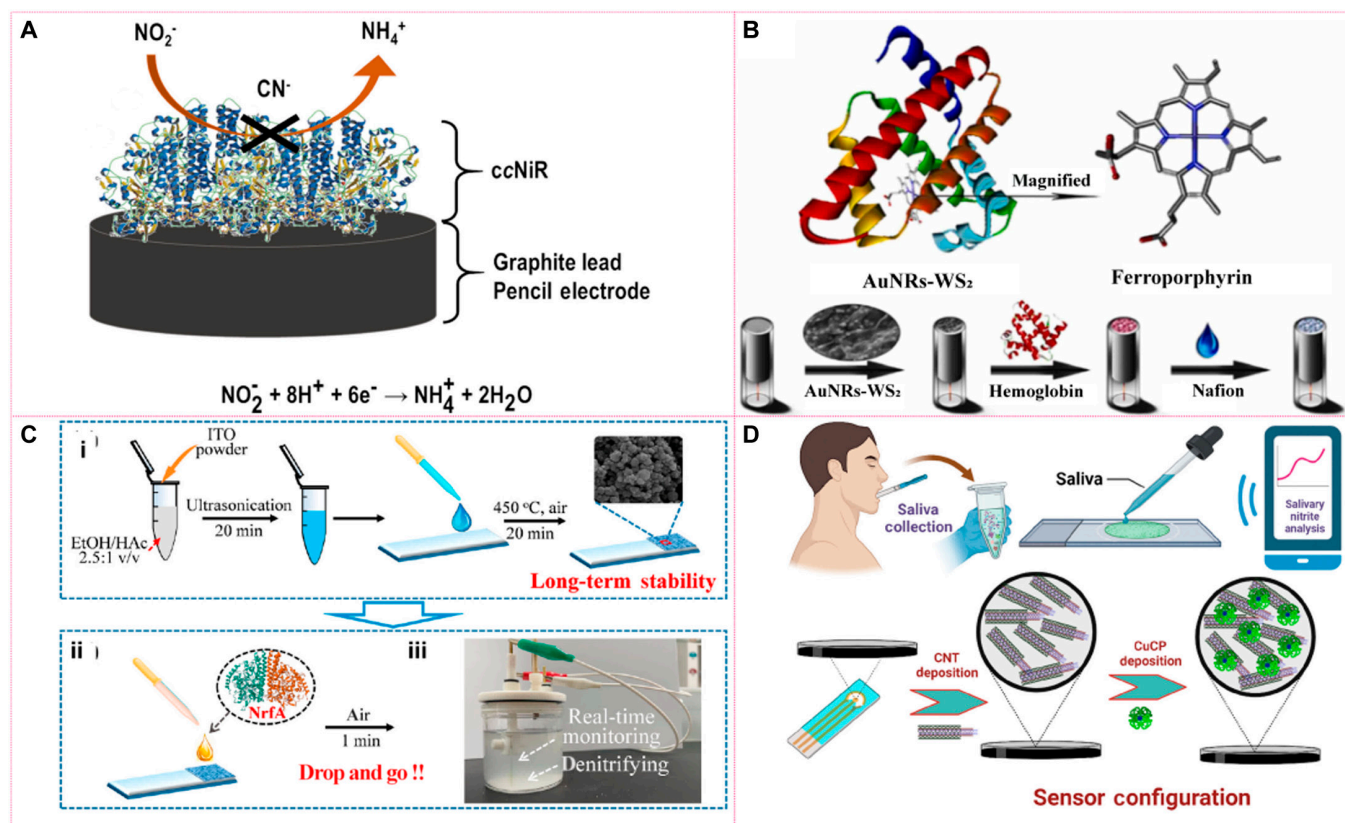 A
NO₂⁻
NH₄⁺
CN⁻
ccNiR
Graphite lead
Pencil electrode
NO₂⁻ + 8H⁺ + 6e⁻ → NH₄⁺ + 2H₂O
B
Magnified
AuNRs-WS₂
Ferroporphyrin
AuNRs-WS₂
Hemoglobin
Nafion
C
i
ITO
powder
Ultrasonication
20 min
EtOH/HAc
2.5:1 v/v
450 °C, air
20 min
Long-term stability
ii
NrfA
Air
1 min
Drop and go !!
iii
Real-time
monitoring
Denitrifying
D
Saliva
collection
Saliva
Salivary
nitrite
analysis
CNT
deposition
CuCP
deposition
Sensor configuration